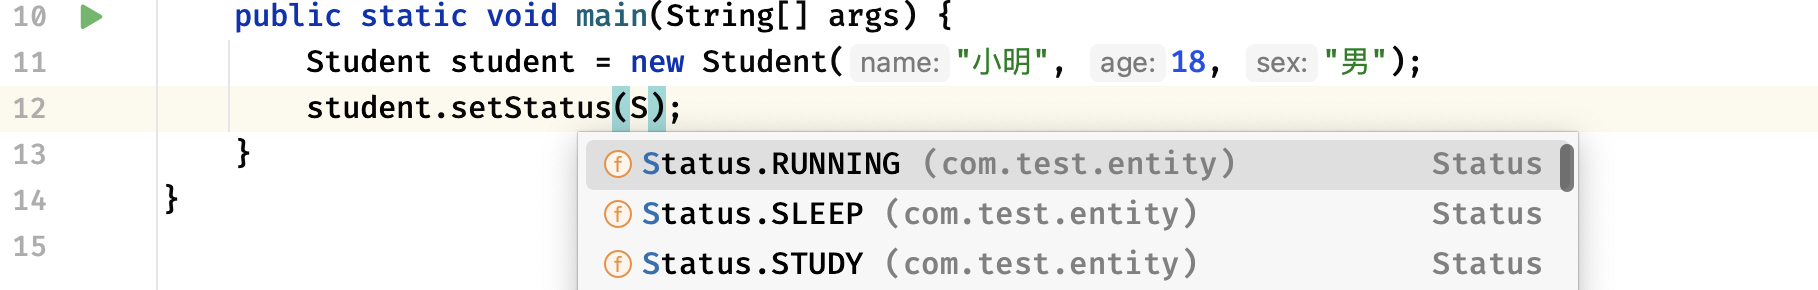 10 public static void main(String[] args) {
11 Student student = new Student( name: "小明", age: 18, sex: "男");
12 student.setStatus(S);
13 }
14 }
15
f Status.RUNNING (com.test.entity) Status
f Status.SLEEP (com.test.entity) Status
f Status.STUDY (com.test.entity) Status